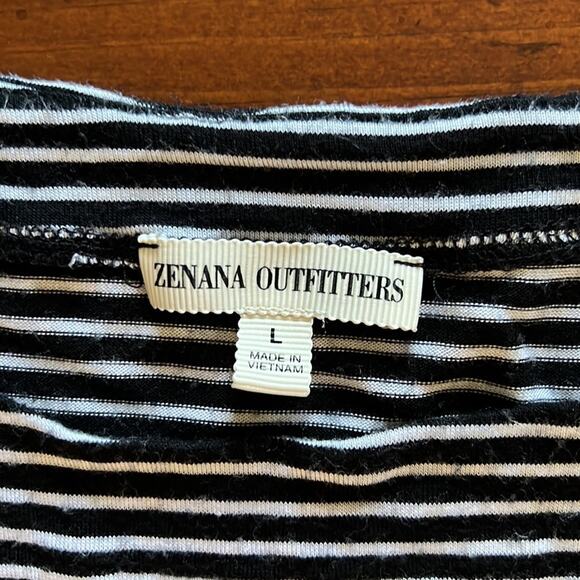 ZENANA OUTFITTERS
L
MADE IN
VIETNAM